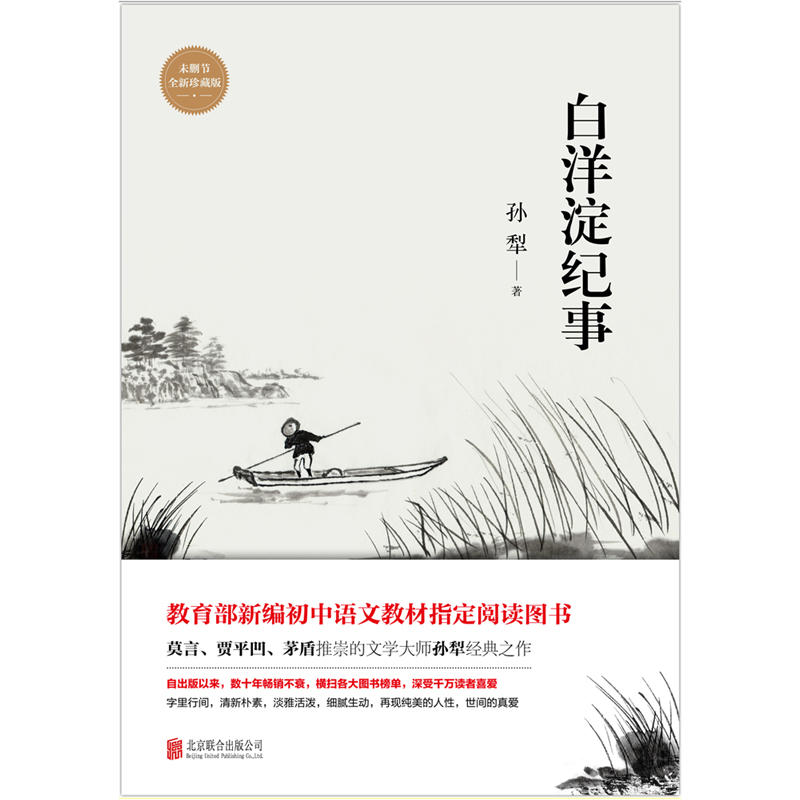 未删节
全新珍藏版
白洋淀纪事
孙犁
著
教育部新编初中语文教材指定阅读图书
莫言、贾平凹、茅盾推崇的文学大师孙犁经典之作
自出版以来，数十年畅销不衰，横扫各大图书榜单，深受千万读者喜爱
字里行间，清新朴素，淡雅活泼，细腻生动，再现纯美的人性，世间的真爱
北京联合出版公司
Beijing United Publishing Co.,Ltd.